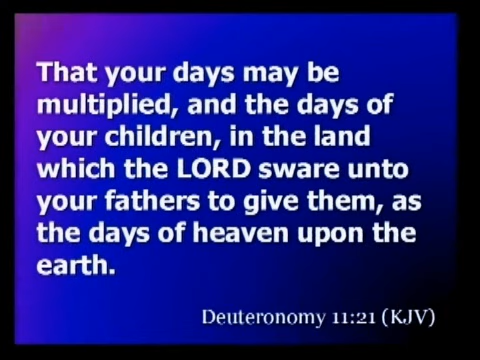 That your days may be
multiplied, and the days of
your children, in the land
which the LORD sware unto
your fathers to give them, as
the days of heaven upon the
earth.
Deuteronomy 11:21 (KJV)